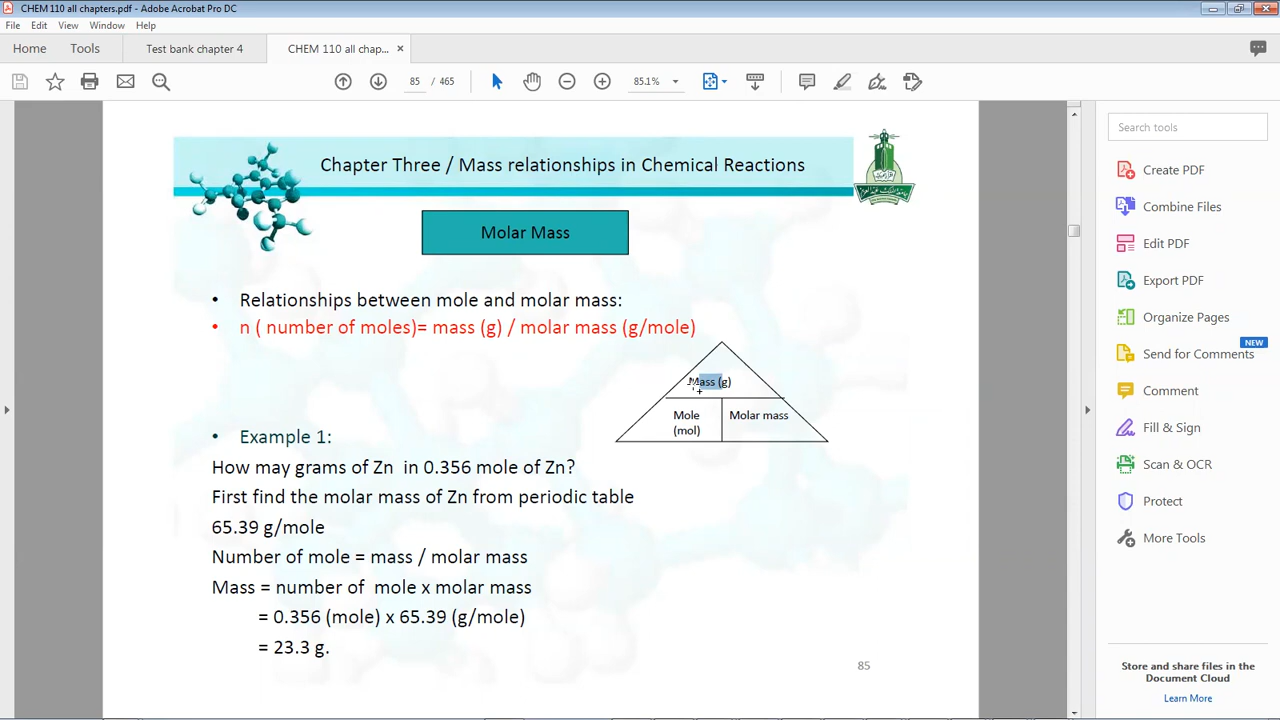 CHEM 110 all chapters.pdf - Adobe Acrobat Pro DC
File Edit View Window Help
Home Tools Test bank chapter 4 CHEM 110 all chap... ×
85 / 465 85.1%
Chapter Three / Mass relationships in Chemical Reactions
Molar Mass
• Relationships between mole and molar mass:
• n ( number of moles)= mass (g) / molar mass (g/mole)
Mass (g)
Mole
(mol)
Molar mass
• Example 1:
How may grams of Zn in 0.356 mole of Zn?
First find the molar mass of Zn from periodic table
65.39 g/mole
Number of mole = mass / molar mass
Mass = number of mole x molar mass
= 0.356 (mole) x 65.39 (g/mole)
= 23.3 g.
85
Search tools
Create PDF
Combine Files
Edit PDF
Export PDF
Organize Pages
NEW
Send for Comments
Comment
Fill & Sign
Scan & OCR
Protect
More Tools
Store and share files in the
Document Cloud
Learn More